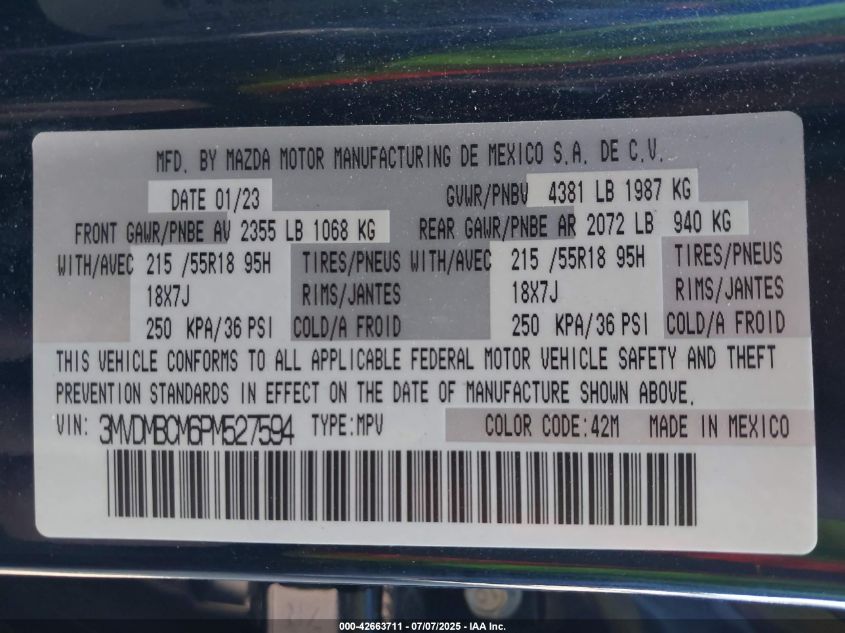 MFD. BY MAZDA MOTOR MANUFACTURING DE MEXICO S.A. DE C.V.
DATE 01/23 GVWR/PNBV 4381 LB 1987 KG
FRONT GAWR/PNBE AV 2355 LB 1068 KG REAR GAWR/PNBE AR 2072 LB 940 KG
WITH/AVEC 215 /55R18 95H TIRES/PNEUS WITH/AVEC 215 /55R18 95H TIRES/PNEUS
18X7J RIMS/JANTES 18X7J RIMS/JANTES
250 KPA/36 PSI COLD/A FROID 250 KPA/36 PSI COLD/A FROID
THIS VEHICLE CONFORMS TO ALL APPLICABLE FEDERAL MOTOR VEHICLE SAFETY AND THEFT
PREVENTION STANDARDS IN EFFECT ON THE DATE OF MANUFACTURE SHOWN ABOVE.
VIN: 3MVDMBCM6PM527594 TYPE:MPV COLOR CODE:42M MADE IN MEXICO
000-42663711 - 07/07/2025 - IAA Inc.